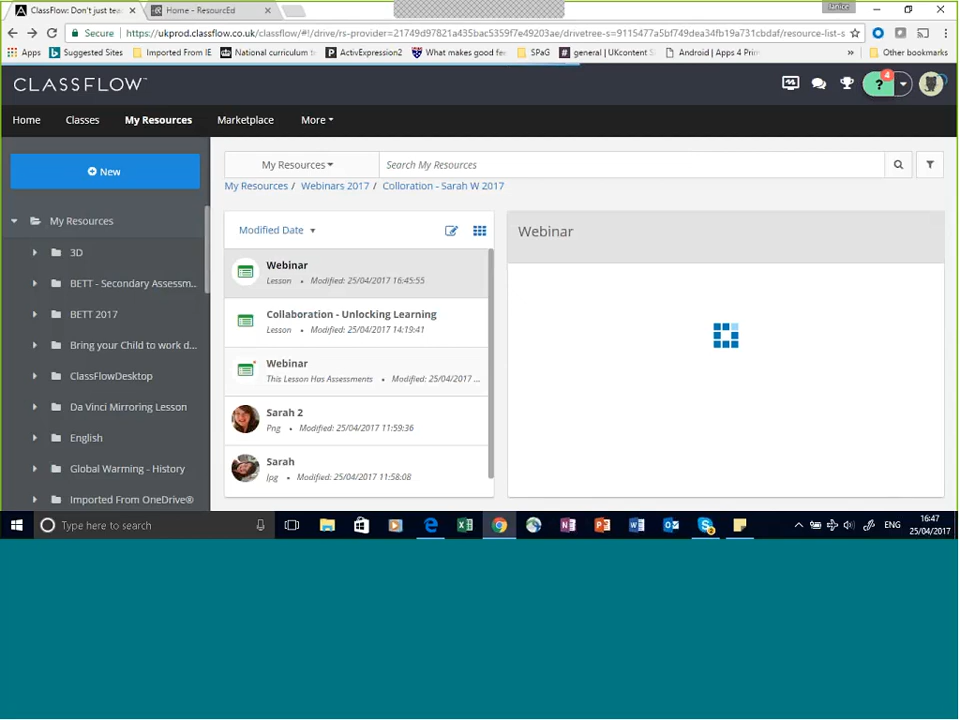 ClassFlow: Don't just tea
Home - ResourcEd
Janice
Secure
https://ukprod.classflow.co.uk/classflow/#!/drive/rs-provider=21749d97821a435bac5359f7e49203ae/drivetree-s=9115477a5bf749dea34fb19a731cbdaf/resource-list-s
Apps
Suggested Sites
Imported From IE
National curriculum
ActivExpression2
What makes good fe
SPaG
general | UKcontent
Android | Apps 4 Prim
»
Other bookmarks
CLASSFLOW™
?
4
Home
Classes
My Resources
Marketplace
More
New
My Resources
Search My Resources
My Resources / Webinars 2017 / Colloration - Sarah W 2017
My Resources
3D
BETT - Secondary Assessm..
BETT 2017
Bring your Child to work d...
ClassFlowDesktop
Da Vinci Mirroring Lesson
English
Global Warming - History
Imported From OneDrive®
Modified Date
Webinar
Lesson • Modified: 25/04/2017 16:45:55
Collaboration - Unlocking Learning
Lesson • Modified: 25/04/2017 14:19:41
Webinar
This Lesson Has Assessments • Modified: 25/04/2017 ...
Sarah 2
Png • Modified: 25/04/2017 11:59:36
Sarah
Jpg • Modified: 25/04/2017 11:58:08
Webinar
Type here to search
ENG
16:47
25/04/2017